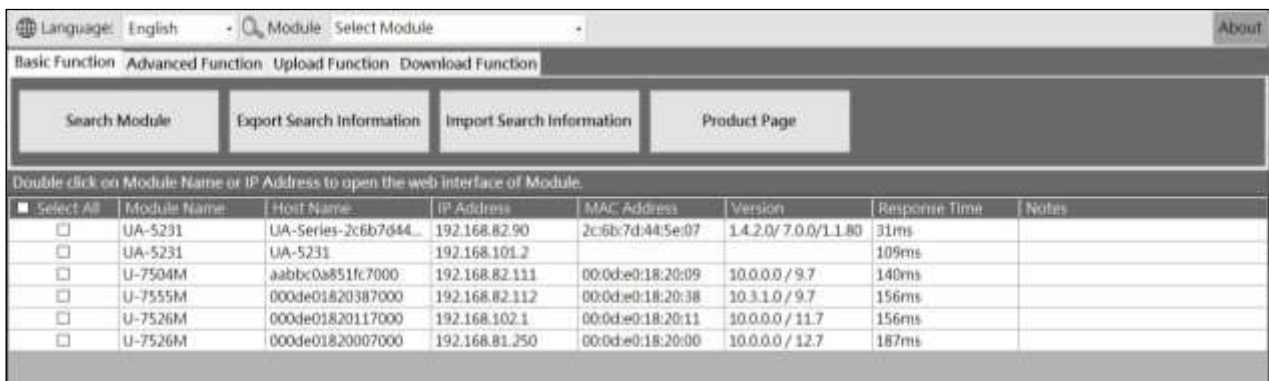 Language: English Module Select Module About
Basic Function Advanced Function Upload Function Download Function
Search Module Export Search Information Import Search Information Product Page
Double click on Module Name or IP Address to open the web interface of Module.
Select All Module Name Host Name IP Address MAC Address Version Response Time Notes
UA-5231 UA-Series-2c6b7d44... 192.168.82.90 2c:6b:7d:44:5e:07 1.4.2.0/ 7.0.0/1.1.80 31ms
UA-5231 UA-5231 192.168.101.2 109ms
U-7504M aabbc0a851fc7000 192.168.82.111 00:0d:e0:18:20:09 10.0.0.0 / 9.7 140ms
U-7555M 000de01820387000 192.168.82.112 00:0d:e0:18:20:38 10.3.1.0 / 9.7 156ms
U-7526M 000de01820117000 192.168.102.1 00:0d:e0:18:20:11 10.0.0.0 / 11.7 156ms
U-7526M 000de01820007000 192.168.81.250 00:0d:e0:18:20:00 10.0.0.0 / 12.7 187ms